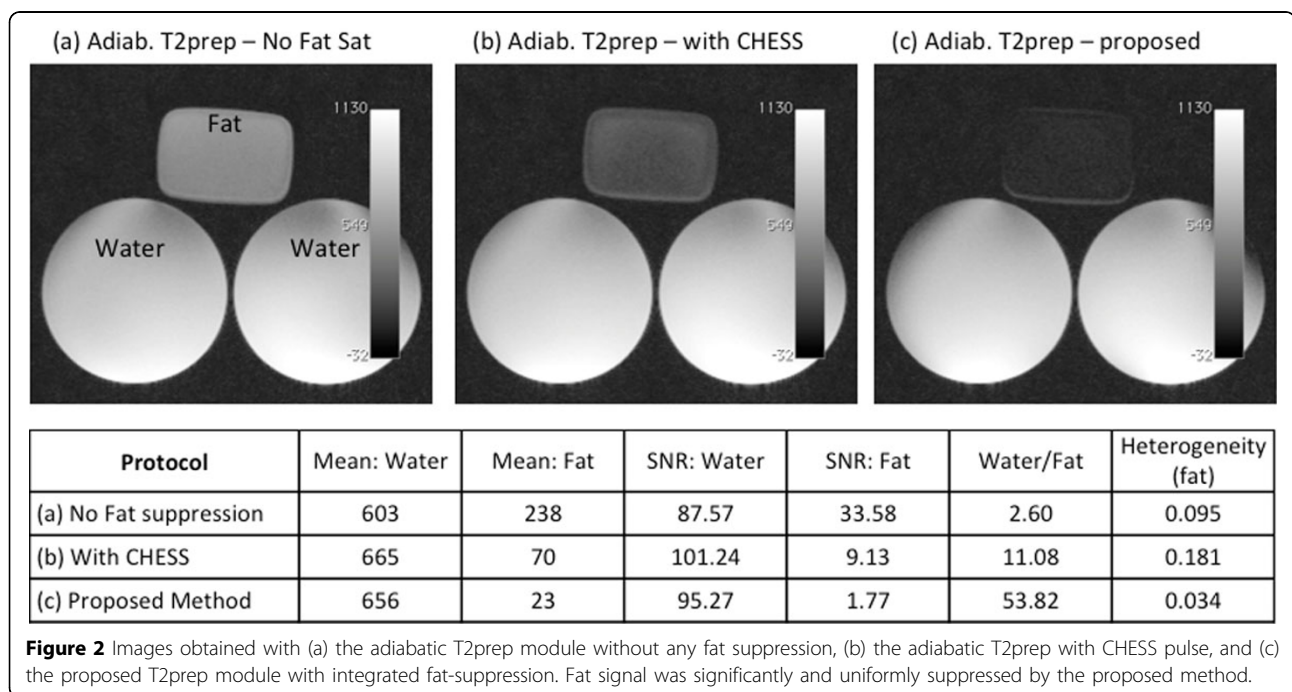 (a) Adiab. T2prep – No Fat Sat
(b) Adiab. T2prep – with CHESS
(c) Adiab. T2prep – proposed
1130
Fat
549
Water
Water
-32
1130
549
-32
1130
549
-32
Protocol Mean: Water Mean: Fat SNR: Water SNR: Fat Water/Fat Heterogeneity (fat)
(a) No Fat suppression 603 238 87.57 33.58 2.60 0.095
(b) With CHESS 665 70 101.24 9.13 11.08 0.181
(c) Proposed Method 656 23 95.27 1.77 53.82 0.034
Figure 2 Images obtained with (a) the adiabatic T2prep module without any fat suppression, (b) the adiabatic T2prep with CHESS pulse, and (c)
the proposed T2prep module with integrated fat-suppression. Fat signal was significantly and uniformly suppressed by the proposed method.